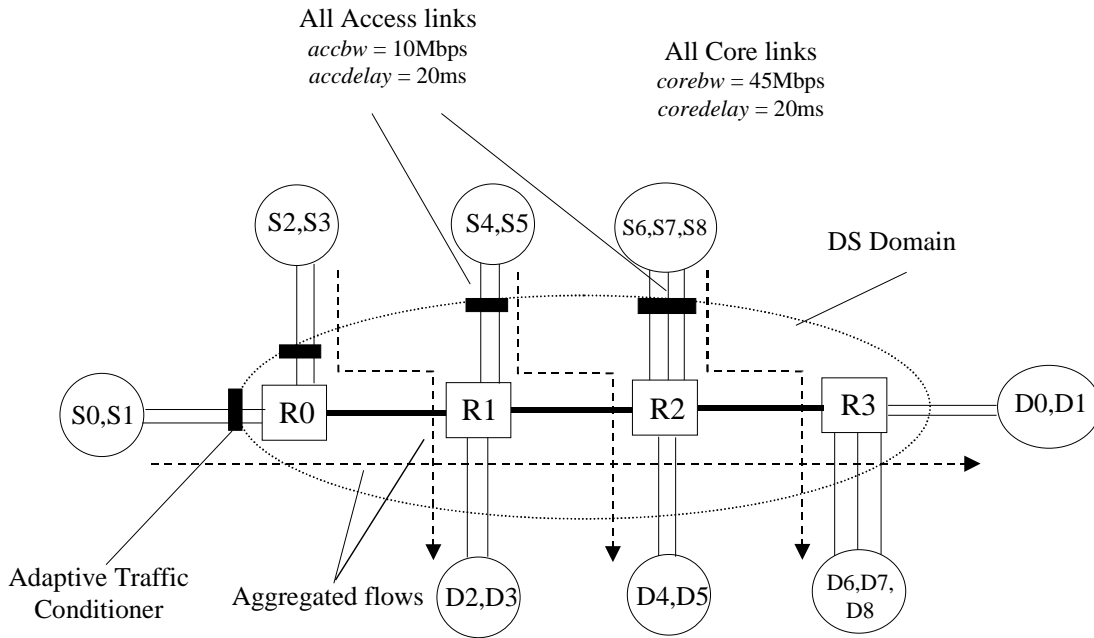 All Access links
accbw = 10Mbps
accdelay = 20ms
All Core links
corebw = 45Mbps
coredelay = 20ms
S2,S3
S4,S5
S6,S7,S8
DS Domain
S0,S1
R0
R1
R2
R3
D0,D1
Adaptive Traffic
Conditioner
Aggregated flows
D2,D3
D4,D5
D6,D7,
D8